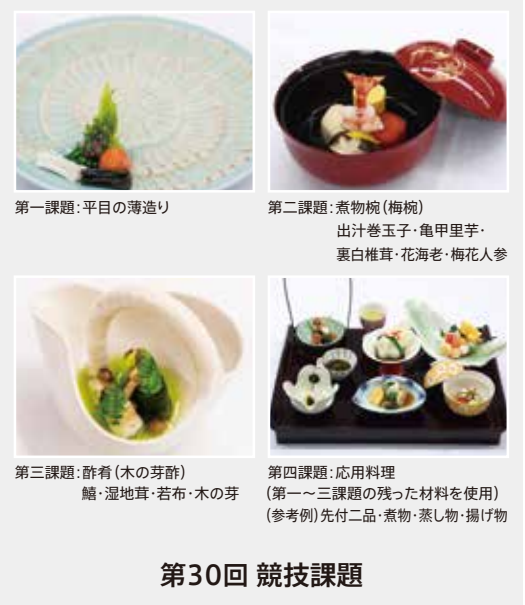 第一課題：平目の薄造り
第二課題：煮物椀（梅椀）
出汁巻玉子・亀甲里芋・
裏白椎茸・花海老・梅花人参
第三課題：酢肴（木の芽酢）
鱚・湿地茸・若布・木の芽
第四課題：応用料理
（第一～三課題の残った材料を使用）
（参考例）先付二品・煮物・蒸し物・揚げ物
第30回 競技課題